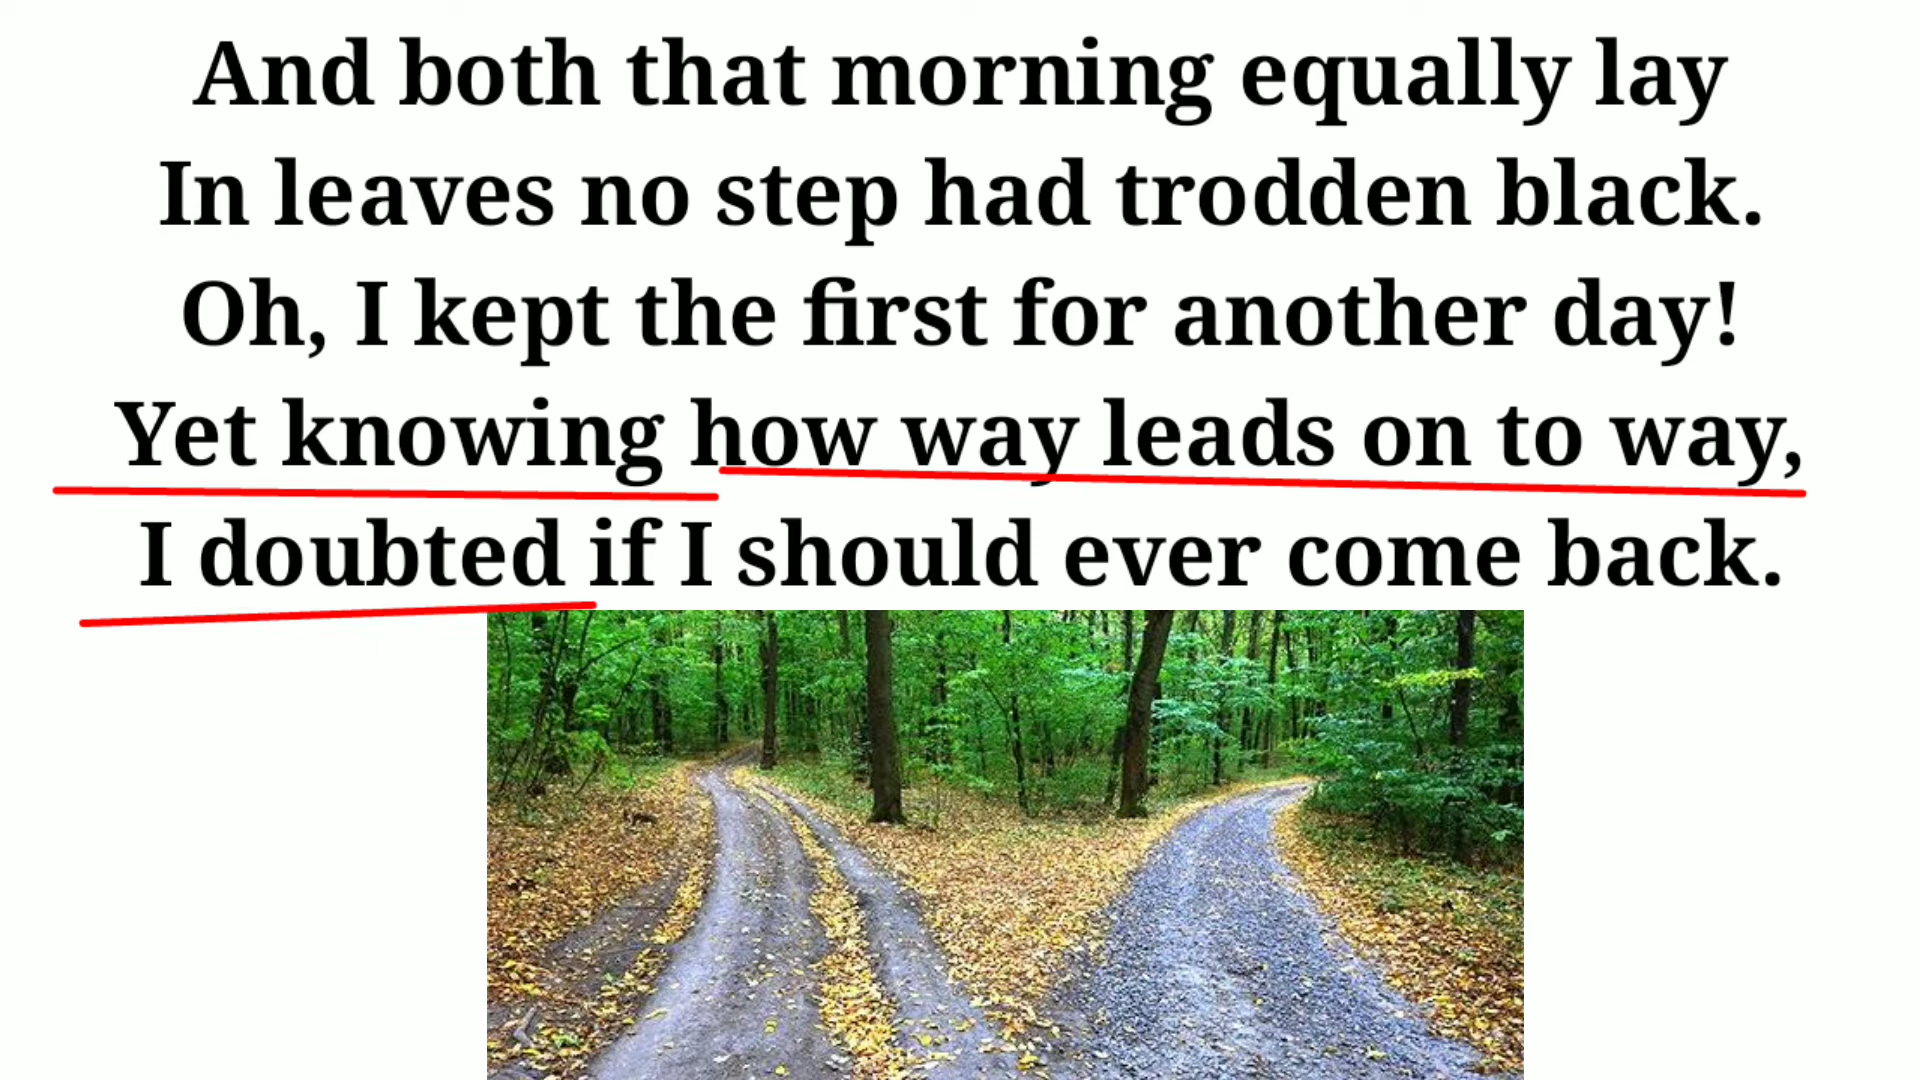 And both that morning equally lay
In leaves no step had trodden black.
Oh, I kept the first for another day!
Yet knowing how way leads on to way,
I doubted if I should ever come back.